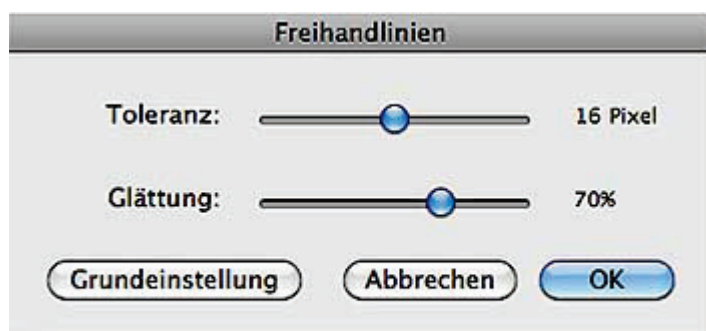 Freihandlinien
Toleranz: 16 Pixel
Glättung: 70%
Grundeinstellung Abbrechen OK